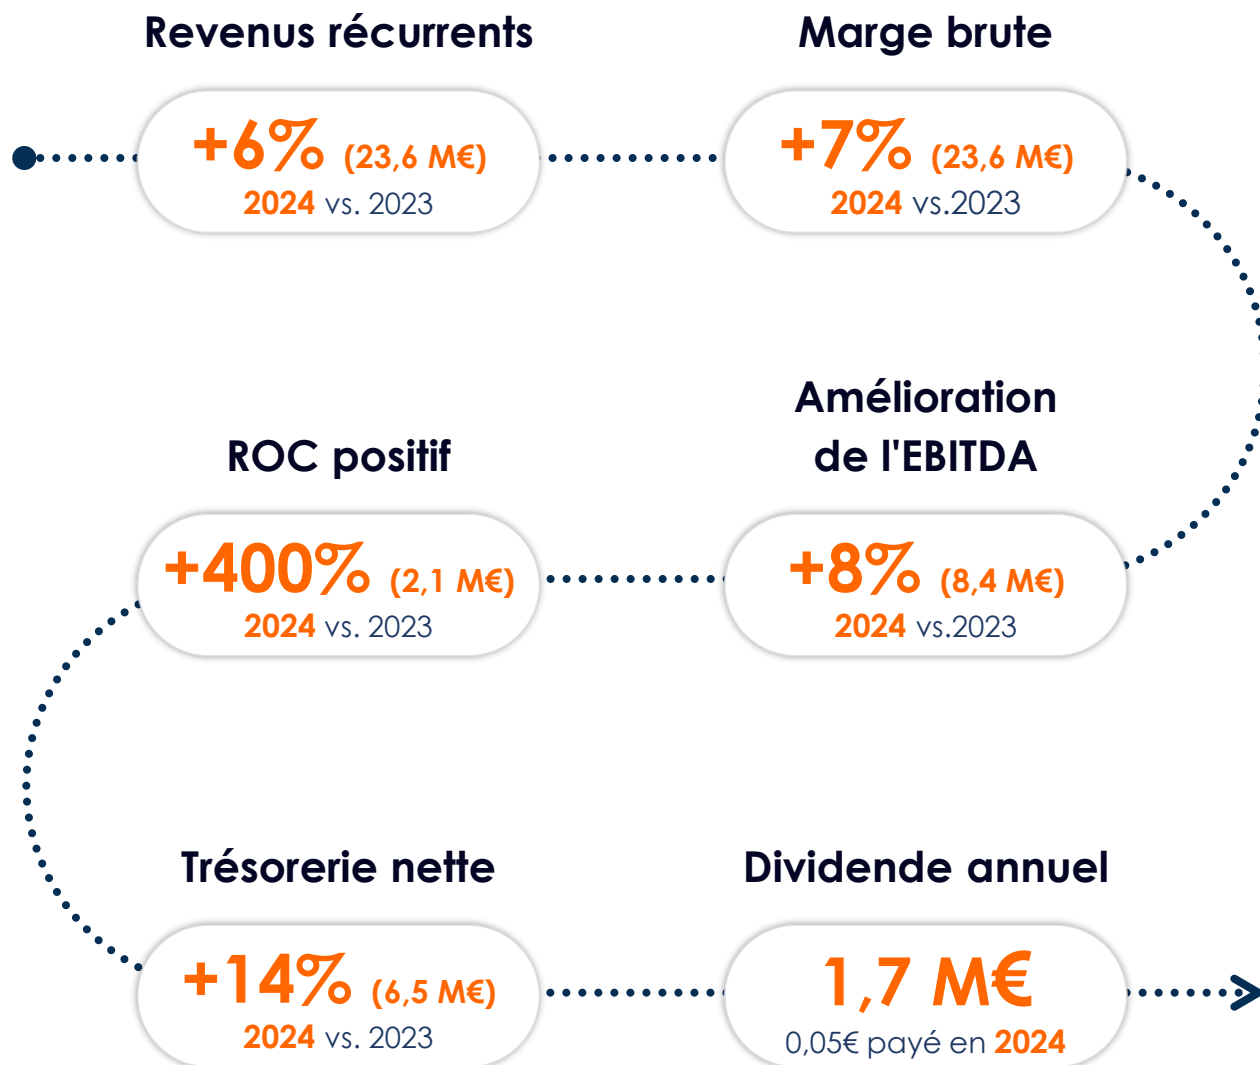 Revenus récurrents
+6% (23,6 M€)
2024 vs. 2023
Marge brute
+7% (23,6 M€)
2024 vs.2023
Amélioration
de l'EBITDA
+8% (8,4 M€)
2024 vs.2023
ROC positif
+400% (2,1 M€)
2024 vs. 2023
Trésorerie nette
+14% (6,5 M€)
2024 vs. 2023
Dividende annuel
1,7 M€
0,05€ payé en 2024